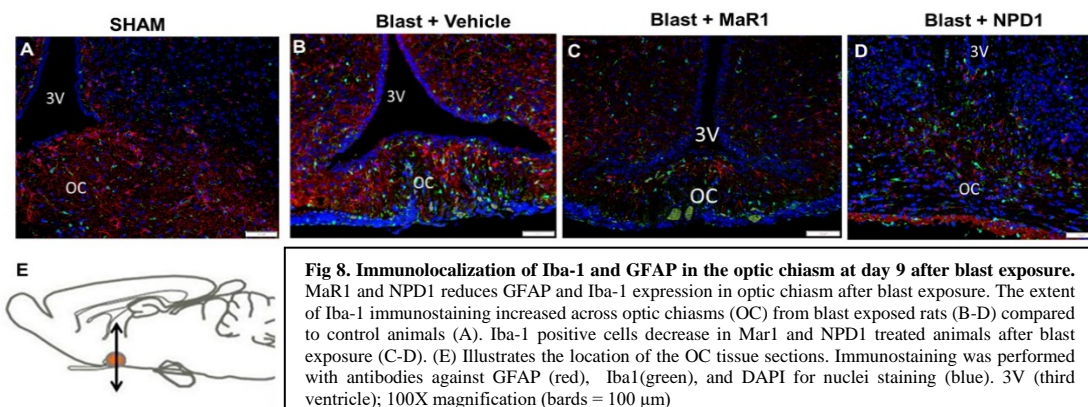 SHAM
Blast + Vehicle
Blast + MaR1
Blast + NPD1
A
3V
OC
B
3V
OC
C
3V
OC
D
3V
OC
E
Fig 8. Immunolocalization of Iba-1 and GFAP in the optic chiasm at day 9 after blast exposure.
MaR1 and NPD1 reduces GFAP and Iba-1 expression in optic chiasm after blast exposure. The extent
of Iba-1 immunostaining increased across optic chiasms (OC) from blast exposed rats (B-D) compared
to control animals (A). Iba-1 positive cells decrease in Mar1 and NPD1 treated animals after blast
exposure (C-D). (E) Illustrates the location of the OC tissue sections. Immunostaining was performed
with antibodies against GFAP (red), Iba1(green), and DAPI for nuclei staining (blue). 3V (third
ventricle); 100X magnification (bards = 100 μm)